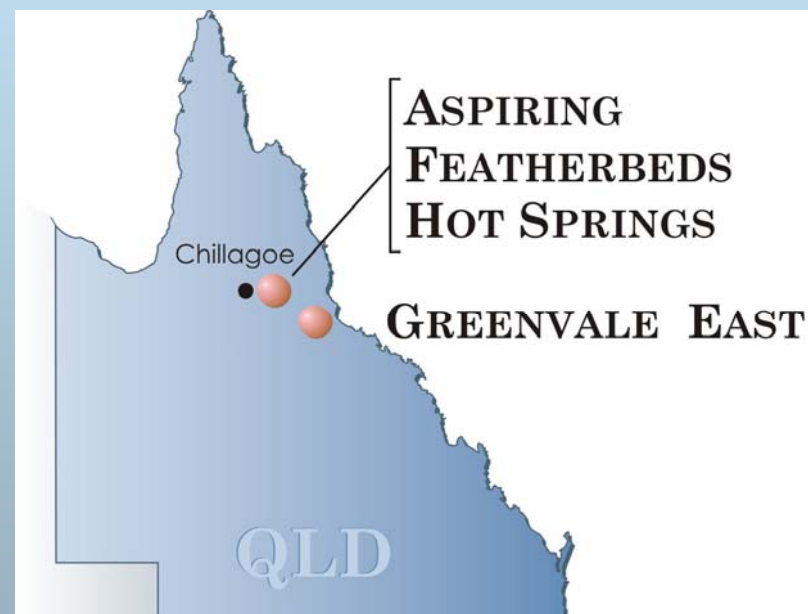 ASPIRING
FEATHERBEDS
HOT SPRINGS
Chillagoe
GREENVALE EAST
QLD